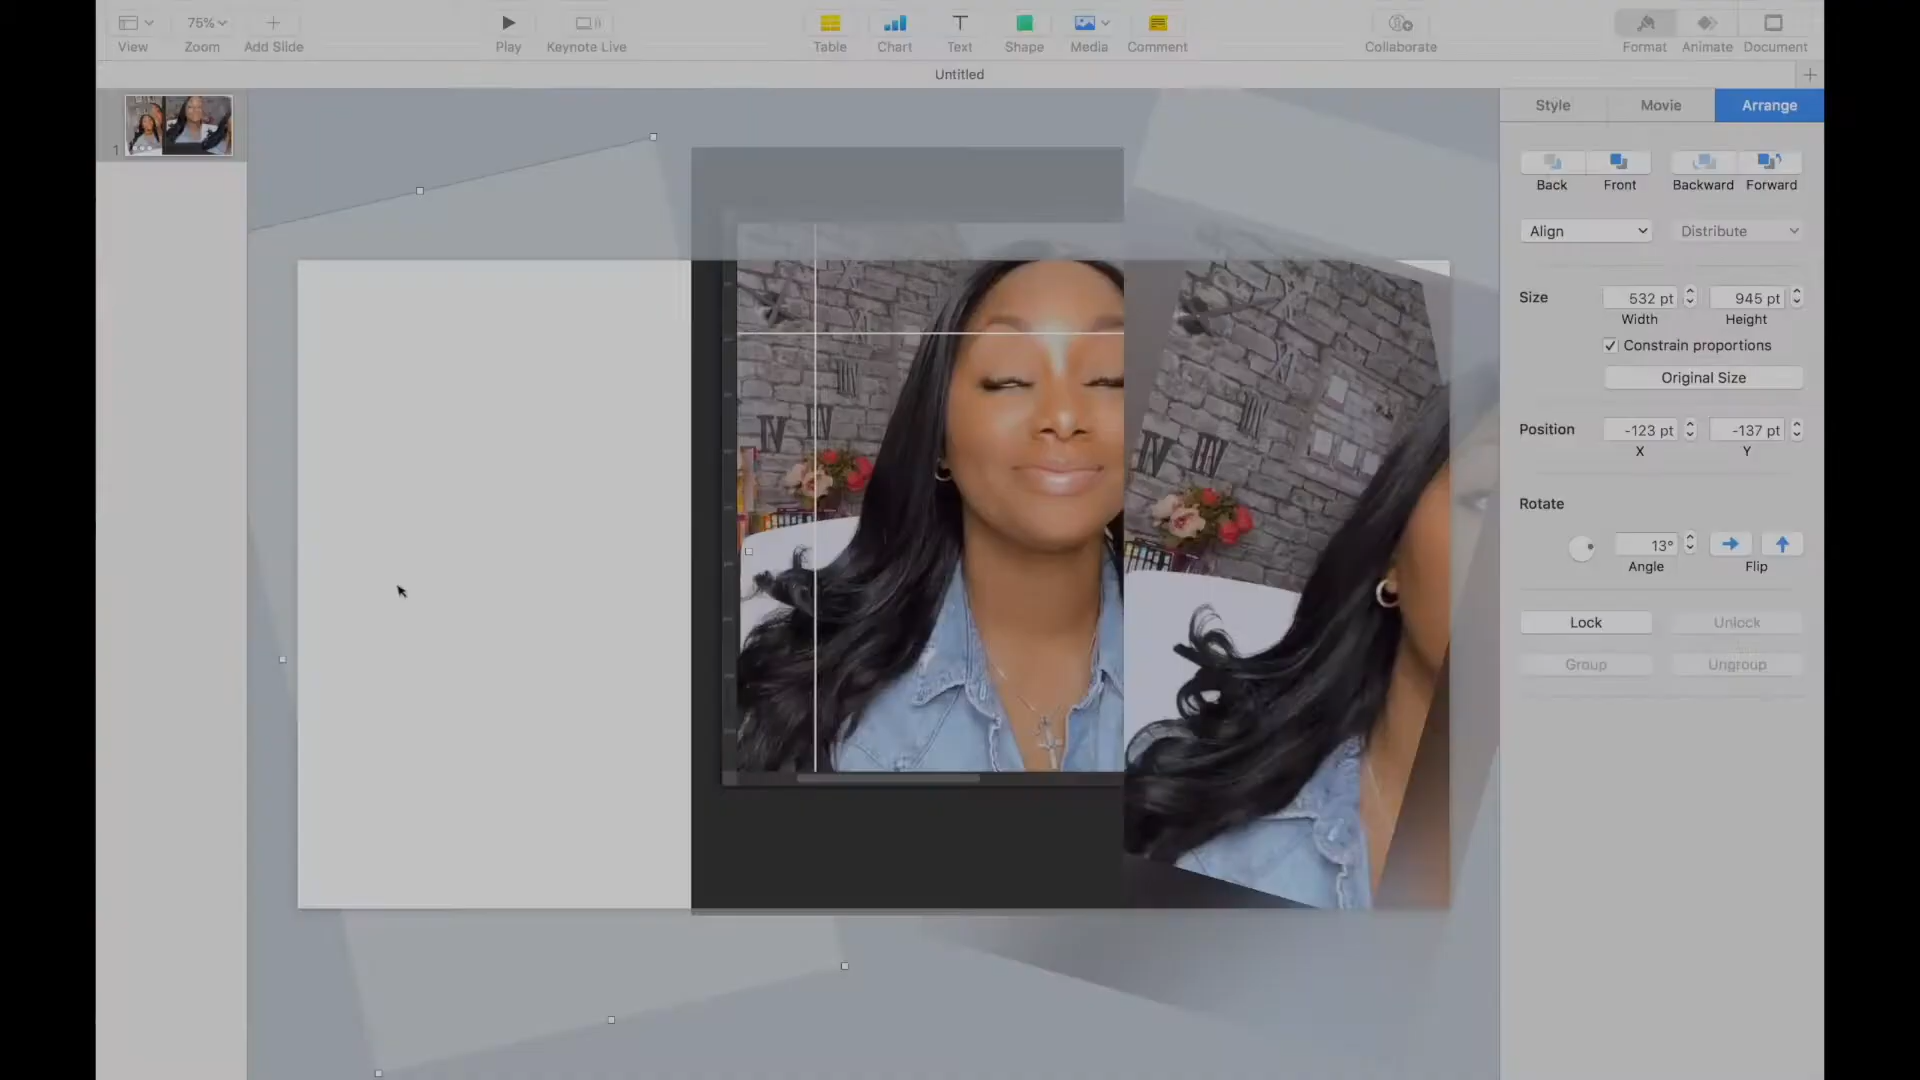 View
75%
Zoom
Add Slide
Play
Keynote Live
Table
Chart
Text
Shape
Media
Comment
Collaborate
Format
Animate
Document
Untitled
1
Style
Movie
Arrange
Back
Front
Backward
Forward
Align
Distribute
Size
532 pt
945 pt
Width
Height
Constrain proportions
Original Size
Position
-123 pt
-137 pt
X
Y
Rotate
13°
Angle
Flip
Lock
Unlock
Group
Ungroup